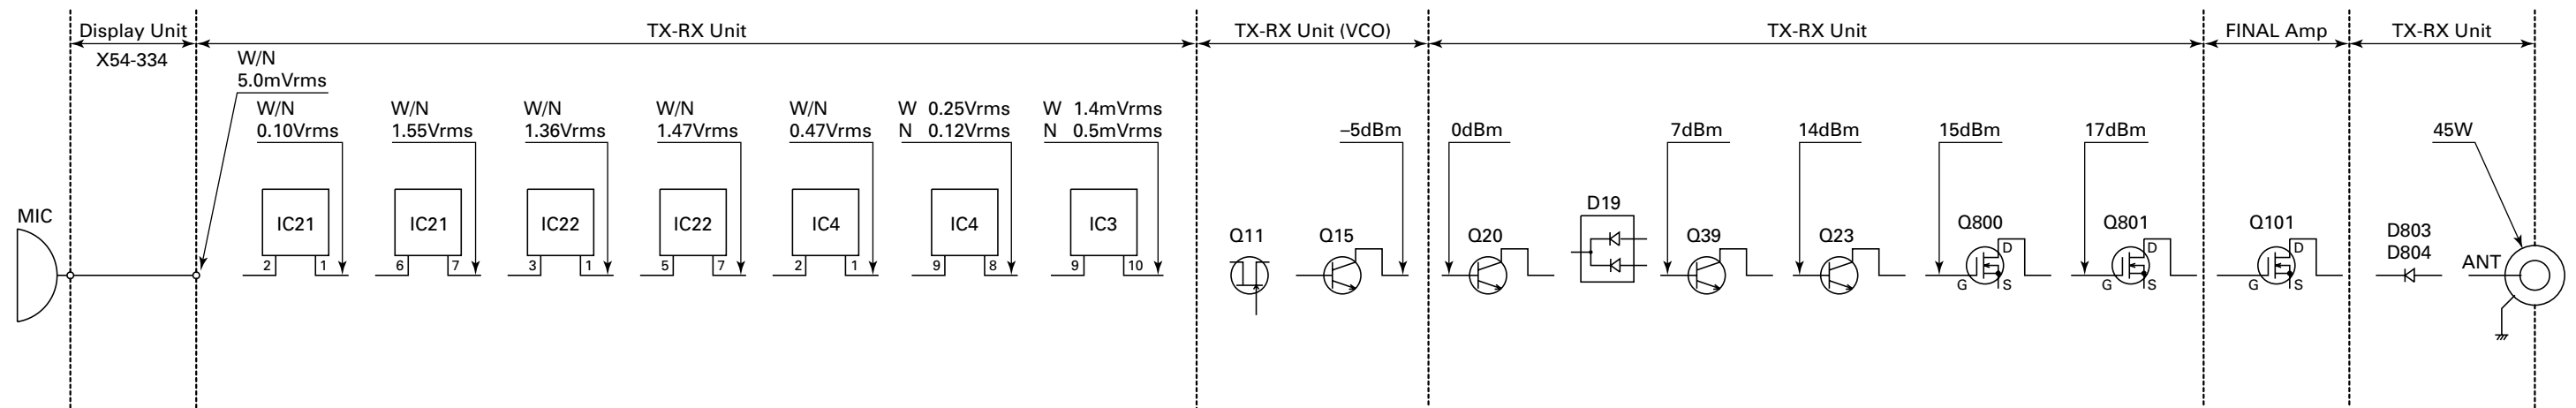 Display Unit
X54-334
TX-RX Unit
TX-RX Unit (VCO)
TX-RX Unit
FINAL Amp
TX-RX Unit
W/N
5.0mVrms
W/N
0.10Vrms
W/N
1.55Vrms
W/N
1.36Vrms
W/N
1.47Vrms
W/N
0.47Vrms
W 0.25Vrms
N 0.12Vrms
W 1.4mVrms
N 0.5mVrms
–5dBm
0dBm
7dBm
14dBm
15dBm
17dBm
45W
MIC
IC21
2 1
IC21
6 7
IC22
3 1
IC22
5 7
IC4
2 1
IC4
9 8
IC3
9 10
Q11
Q15
Q20
D19
Q39
Q23
Q800
D
G S
Q801
D
G S
Q101
D
G S
D803
D804
ANT